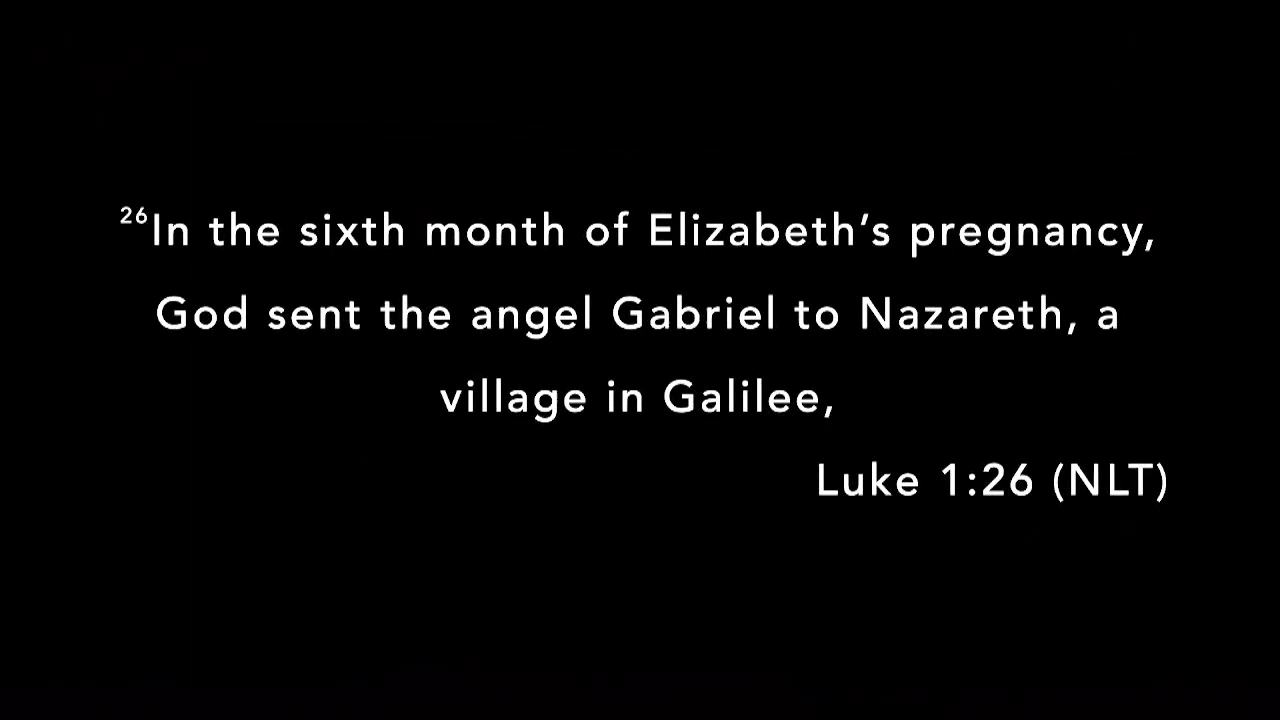 ²⁶In the sixth month of Elizabeth’s pregnancy,
God sent the angel Gabriel to Nazareth, a
village in Galilee,
Luke 1:26 (NLT)